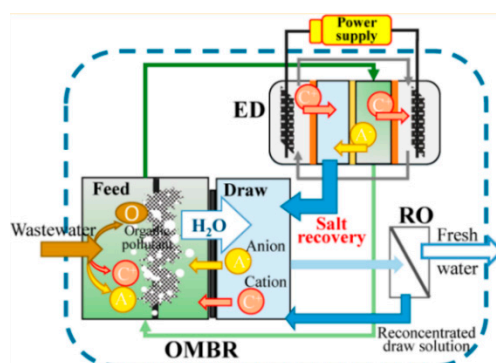 Power
supply
ED
C+
C+
A
Feed
Draw
Wastewater
O
Organic
pollutant
H₂O
Salt
recovery
RO
Fresh
water
Anion
A
C+
Cation
A
C+
Reconcentrated
draw solution
OMBR